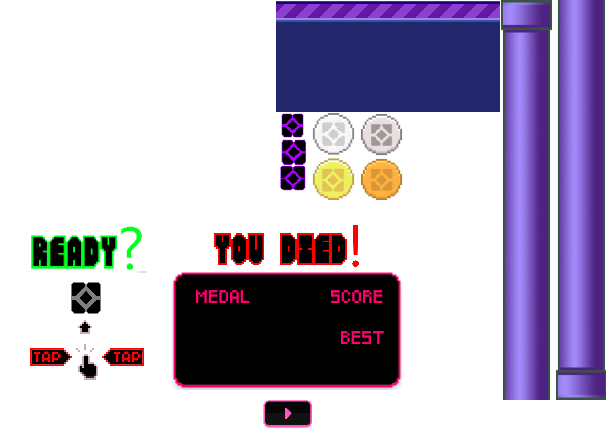 READY?
YOU DIED!
MEDAL SCORE
BEST
TAP TAP